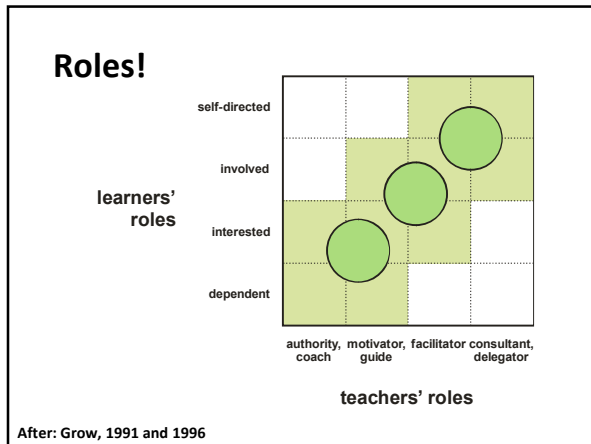 Roles!
self-directed
involved
learners'
roles
interested
dependent
authority, motivator, facilitator consultant,
coach guide delegator
teachers' roles
After: Grow, 1991 and 1996